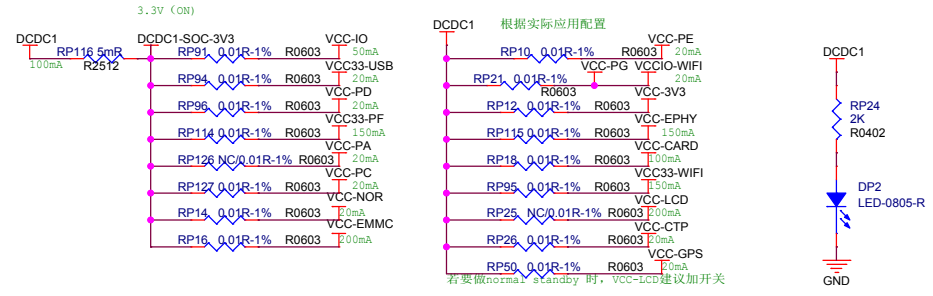 3.3V (ON)
DCDC1
RP116 5mR
100mA
R2512
DCDC1-SOC-3V3
RP91 0.01R-1% R0603
VCC-IO
50mA
RP94 0.01R-1% R0603
VCC33-USB
20mA
RP96 0.01R-1% R0603
VCC-PD
20mA
RP114 0.01R-1% R0603
VCC33-PF
150mA
RP126 NC/0.01R-1% R0603
VCC-PA
20mA
RP127 0.01R-1% R0603
VCC-PC
20mA
RP14 0.01R-1% R0603
VCC-NOR
20mA
RP16 0.01R-1% R0603
VCC-EMMC
200mA
DCDC1
根据实际应用配置
RP10 0.01R-1% R0603
VCC-PE
20mA
RP21 0.01R-1%
R0603
VCC-PG
VCCIO-WIFI
20mA
RP12 0.01R-1% R0603
VCC-3V3
20mA
RP115 0.01R-1% R0603
VCC-EPHY
150mA
RP18 0.01R-1% R0603
VCC-CARD
100mA
RP95 0.01R-1% R0603
VCC33-WIFI
150mA
RP25 NC/0.01R-1% R0603
VCC-LCD
200mA
RP26 0.01R-1% R0603
VCC-CTP
20mA
RP50 0.01R-1% R0603
VCC-GPS
20mA
若要做normal standby 时，VCC-LCD建议加开关
DCDC1
RP24
2K
R0402
DP2
LED-0805-R
GND